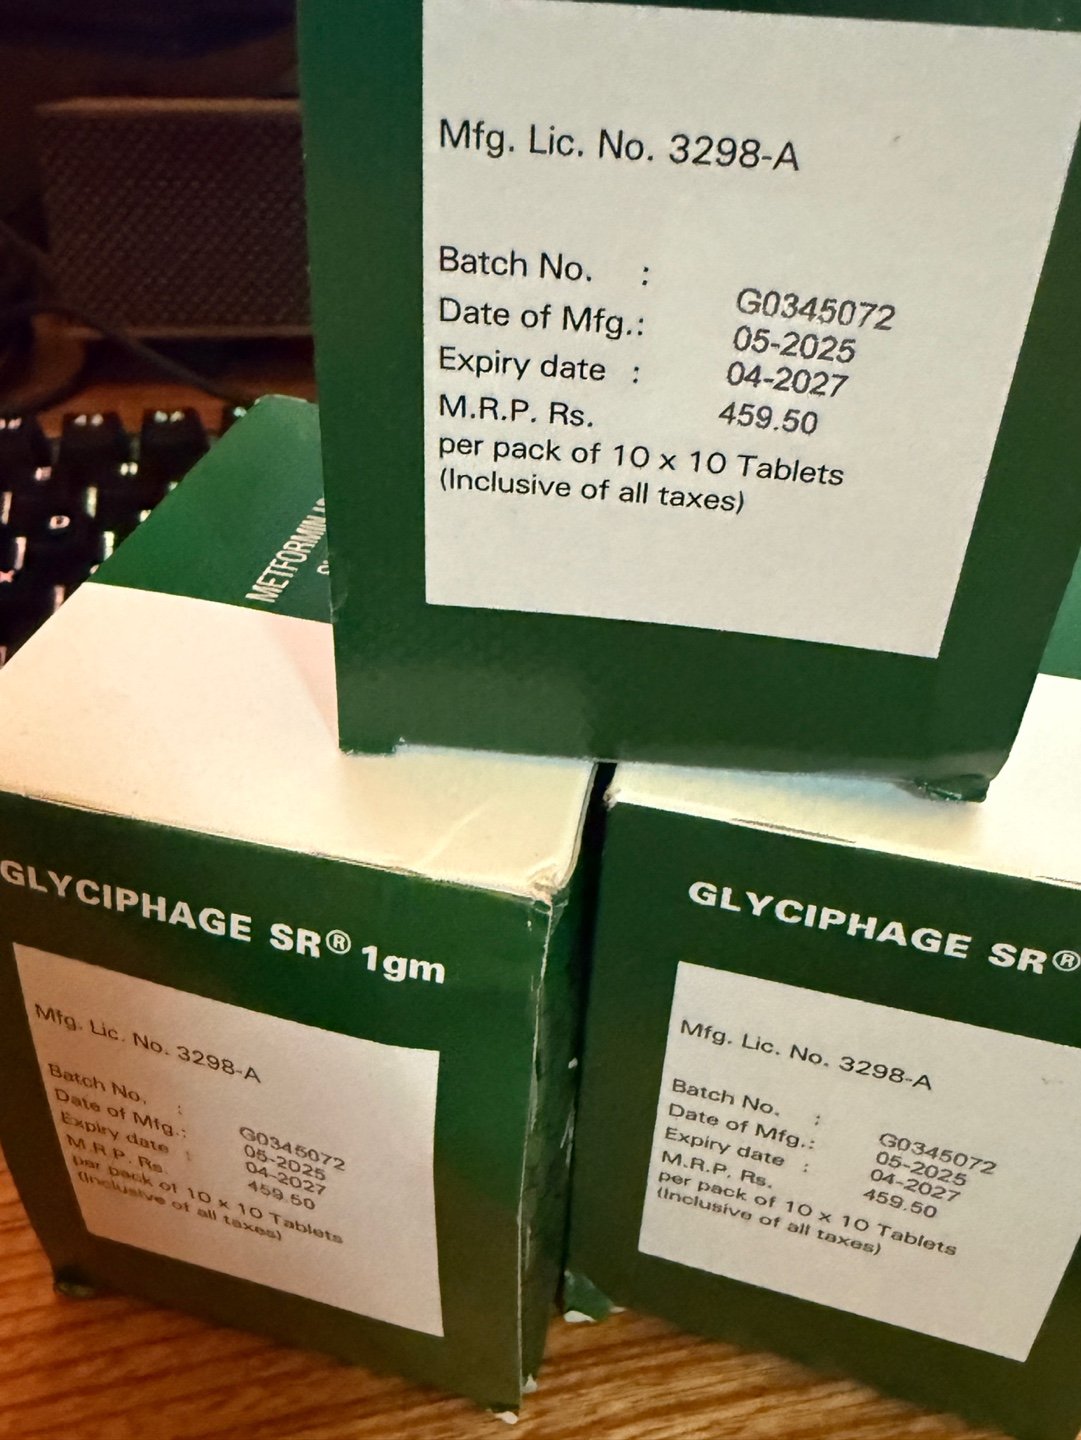 Mfg. Lic. No. 3298-A
Batch No. : G0345072
Date of Mfg.: 05-2025
Expiry date : 04-2027
M.R.P. Rs. 459.50
per pack of 10 x 10 Tablets
(Inclusive of all taxes)
METFORMIN
GLYCIPHAGE SR® 1gm
Mfg. Lic. No. 3298-A
Batch No. : G0345072
Date of Mfg.: 05-2025
Expiry date : 04-2027
M.R.P. Rs. 459.50
per pack of 10 x 10 Tablets
(Inclusive of all taxes)
GLYCIPHAGE SR®
Mfg. Lic. No. 3298-A
Batch No. : G0345072
Date of Mfg.: 05-2025
Expiry date : 04-2027
M.R.P. Rs. 459.50
per pack of 10 x 10 Tablets
(Inclusive of all taxes)